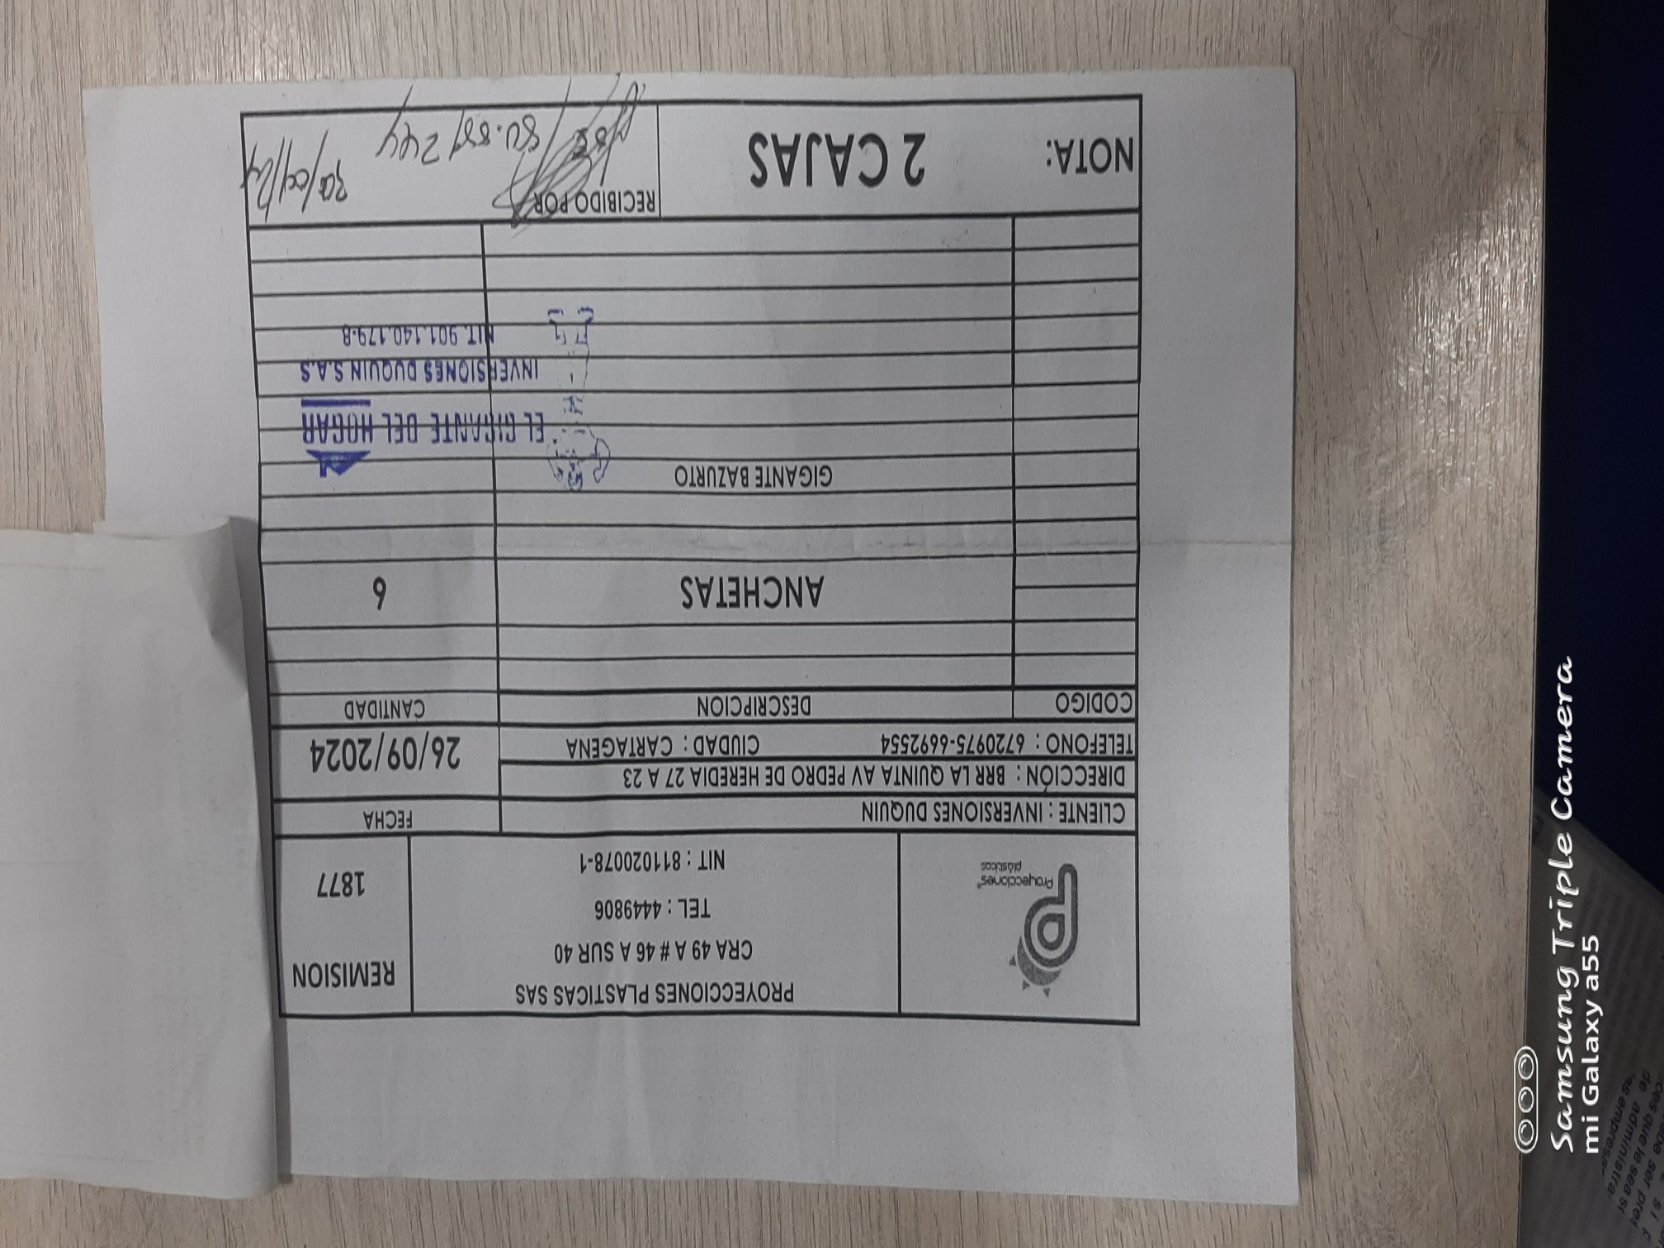 Proyecciones
plásticas
PROYECCIONES PLASTICAS SAS
CRA 49 A # 46 A SUR 40
TEL : 4449806
NIT : 811020078-1
REMISION
1877
CLIENTE : INVERSIONES DUQUIN
FECHA
DIRECCIÓN : BRR LA QUINTA AV PEDRO DE HEREDIA 27 A 23
TELEFONO : 6720975-6692554 CIUDAD : CARTAGENA
26/09/2024
CODIGO DESCRIPCION CANTIDAD
ANCHETAS 6
GIGANTE BAZURTO
EL GIGANTE DEL HOGAR
INVERSIONES DUQUIN S.A.S
NIT. 901.140.179-8
NOTA: 2 CAJAS
RECIBIDO POR
Samsung Triple Camera
mi Galaxy a55